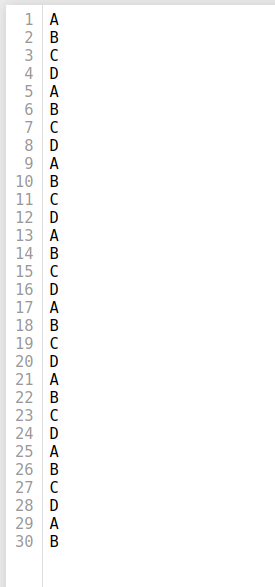 1 A
2 B
3 C
4 D
5 A
6 B
7 C
8 D
9 A
10 B
11 C
12 D
13 A
14 B
15 C
16 D
17 A
18 B
19 C
20 D
21 A
22 B
23 C
24 D
25 A
26 B
27 C
28 D
29 A
30 B